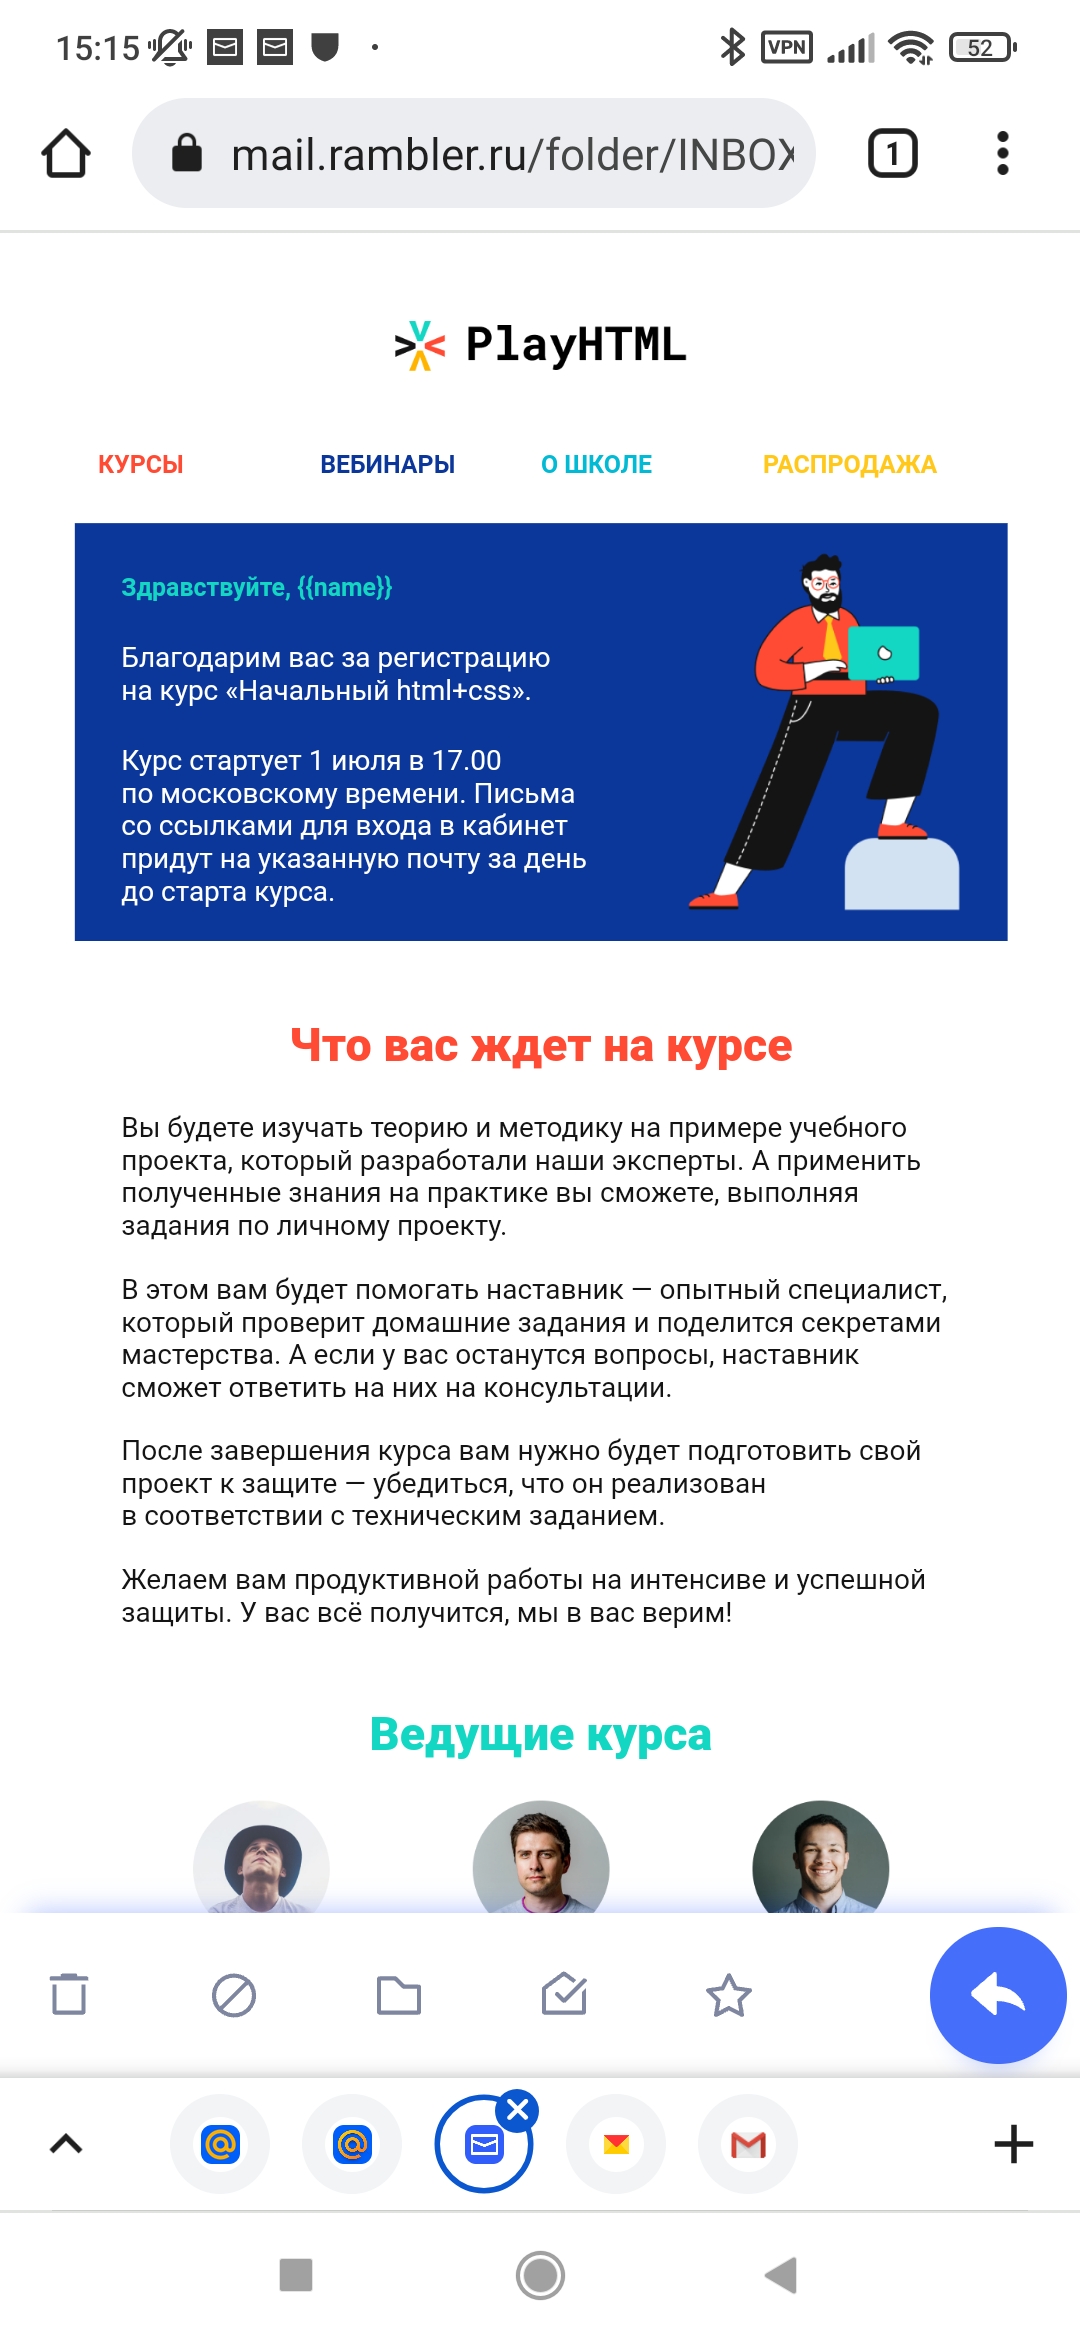 15:15
VPN
52
mail.rambler.ru/folder/INBOX
1
PlayHTML
КУРСЫ
ВЕБИНАРЫ
О ШКОЛЕ
РАСПРОДАЖА
Здравствуйте, {{name}}
Благодарим вас за регистрацию
на курс «Начальный html+css».
Курс стартует 1 июля в 17.00
по московскому времени. Письма
со ссылками для входа в кабинет
придут на указанную почту за день
до старта курса.
Что вас ждет на курсе
Вы будете изучать теорию и методику на примере учебного
проекта, который разработали наши эксперты. А применить
полученные знания на практике вы сможете, выполняя
задания по личному проекту.
В этом вам будет помогать наставник — опытный специалист,
который проверит домашние задания и поделится секретами
мастерства. А если у вас останутся вопросы, наставник
сможет ответить на них на консультации.
После завершения курса вам нужно будет подготовить свой
проект к защите — убедиться, что он реализован
в соответствии с техническим заданием.
Желаем вам продуктивной работы на интенсиве и успешной
защиты. У вас всё получится, мы в вас верим!
Ведущие курса